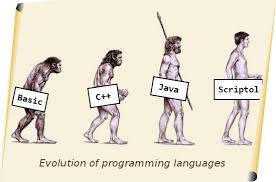 Basic
C++
Java
Scriptol
Evolution of programming languages